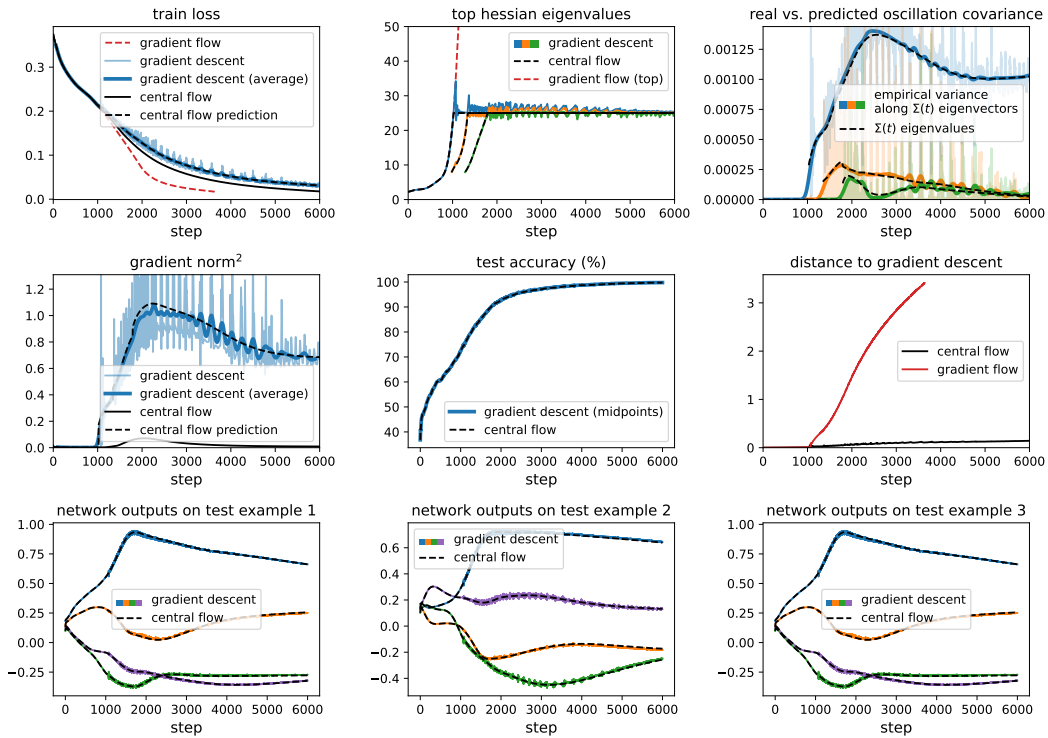 train loss
0.3
0.2
0.1
0.0
gradient flow
gradient descent
gradient descent (average)
central flow
central flow prediction
0 1000 2000 3000 4000 5000 6000
step
top hessian eigenvalues
50
40
30
20
10
0
gradient descent
central flow
gradient flow (top)
0 1000 2000 3000 4000 5000 6000
step
real vs. predicted oscillation covariance
0.00125
0.00100
0.00075
0.00050
0.00025
0.00000
empirical variance
along Σ(t) eigenvectors
Σ(t) eigenvalues
0 1000 2000 3000 4000 5000 6000
step
gradient norm²
1.2
1.0
0.8
0.6
0.4
0.2
0.0
gradient descent
gradient descent (average)
central flow
central flow prediction
0 1000 2000 3000 4000 5000 6000
step
test accuracy (%)
100
90
80
70
60
50
40
gradient descent (midpoints)
central flow
0 1000 2000 3000 4000 5000 6000
step
distance to gradient descent
3
2
1
0
central flow
gradient flow
0 1000 2000 3000 4000 5000 6000
step
network outputs on test example 1
1.00
0.75
0.50
0.25
0.00
−0.25
gradient descent
central flow
0 1000 2000 3000 4000 5000 6000
step
network outputs on test example 2
0.6
0.4
0.2
0.0
−0.2
−0.4
gradient descent
central flow
0 1000 2000 3000 4000 5000 6000
step
network outputs on test example 3
1.00
0.75
0.50
0.25
0.00
−0.25
gradient descent
central flow
0 1000 2000 3000 4000 5000 6000
step